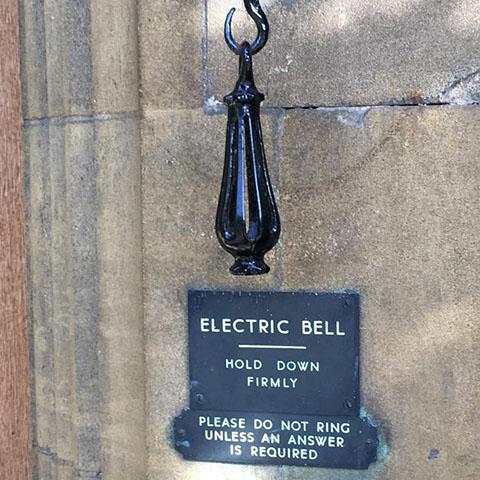 ELECTRIC BELL
HOLD DOWN
FIRMLY
PLEASE DO NOT RING
UNLESS AN ANSWER
IS REQUIRED